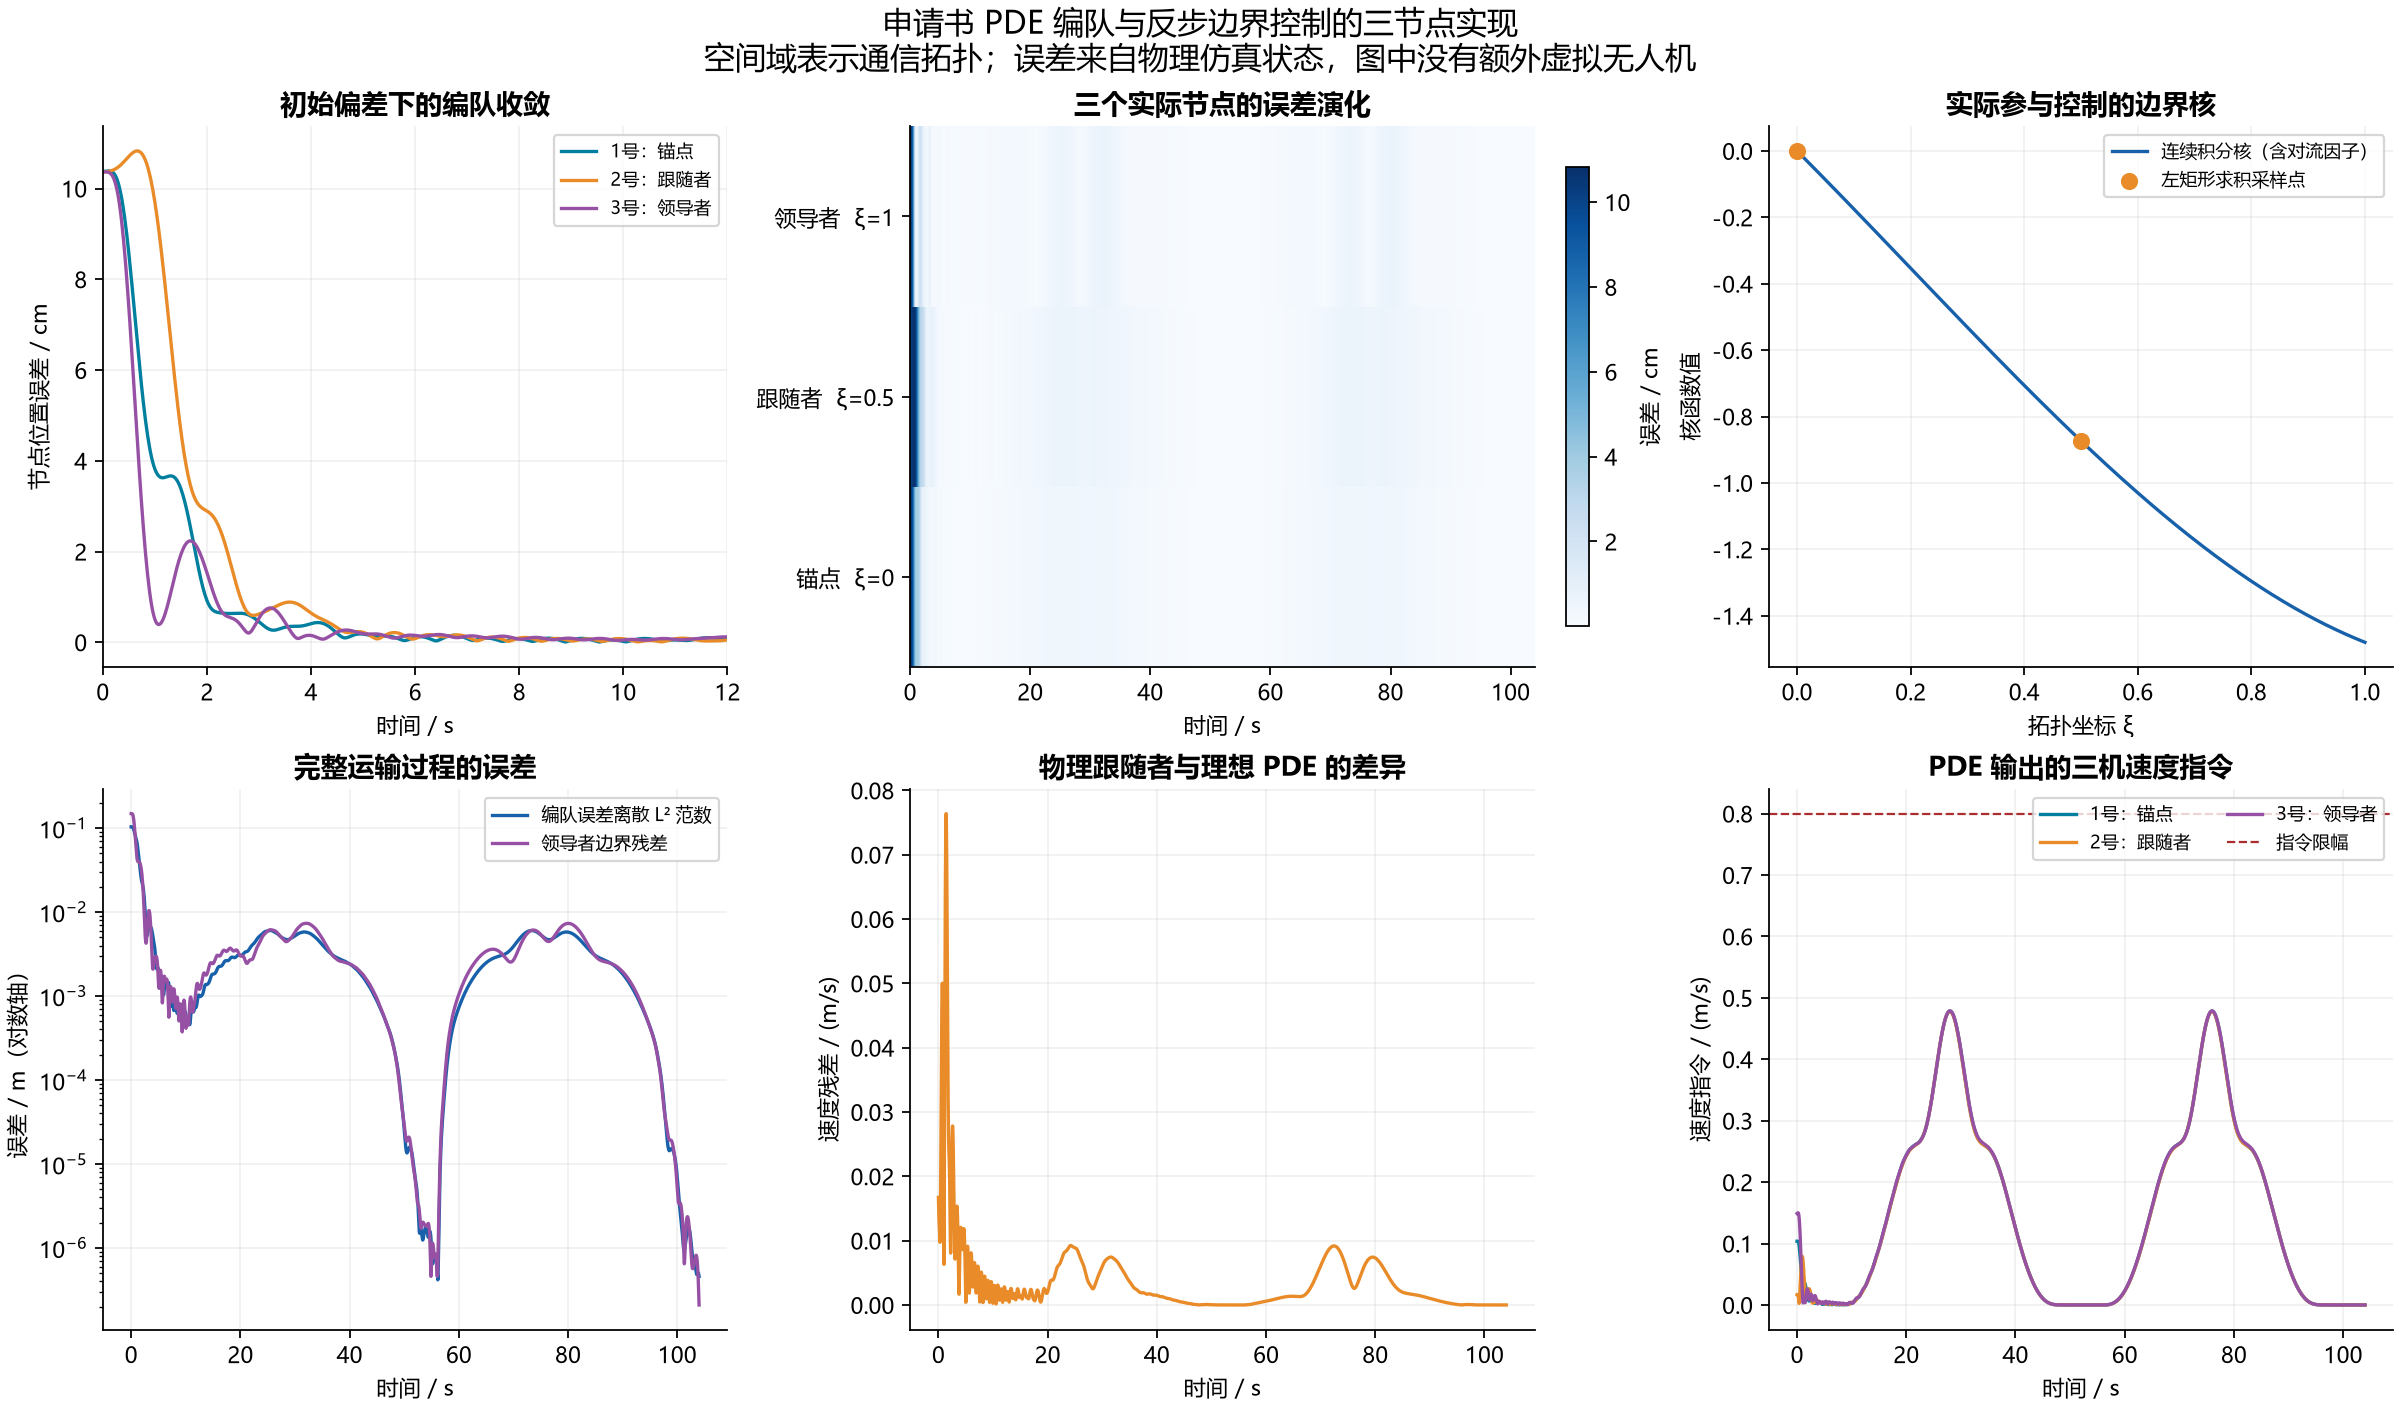 申请书 PDE 编队与反步边界控制的三节点实现
空间域表示通信拓扑；误差来自物理仿真状态，图中没有额外虚拟无人机
初始偏差下的编队收敛
1号：锚点
2号：跟随者
3号：领导者
节点位置误差 / cm
10
8
6
4
2
0
0 2 4 6 8 10 12
时间 / s
三个实际节点的误差演化
领导者 ξ=1
跟随者 ξ=0.5
锚点 ξ=0
0 20 40 60 80 100
时间 / s
10
8
6
4
2
误差 / cm
实际参与控制的边界核
连续积分核（含对流因子）
左矩形求积采样点
核函数值
0.0
-0.2
-0.4
-0.6
-0.8
-1.0
-1.2
-1.4
0.0 0.2 0.4 0.6 0.8 1.0
拓扑坐标 ξ
完整运输过程的误差
编队误差离散 L² 范数
领导者边界残差
误差 / m（对数轴）
10⁻¹
10⁻²
10⁻³
10⁻⁴
10⁻⁵
10⁻⁶
0 20 40 60 80 100
时间 / s
物理跟随者与理想 PDE 的差异
速度残差 / (m/s)
0.08
0.07
0.06
0.05
0.04
0.03
0.02
0.01
0.00
0 20 40 60 80 100
时间 / s
PDE 输出的三机速度指令
1号：锚点 3号：领导者
2号：跟随者 指令限幅
速度指令 / (m/s)
0.8
0.7
0.6
0.5
0.4
0.3
0.2
0.1
0.0
0 20 40 60 80 100
时间 / s